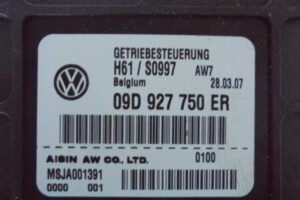 GETRIEBESTEUERUNG
H61 / S0997 AW7
Belgium 28.03.07
09D 927 750 ER
AISIN AW CO., LTD. 0100
MSJA001391
0000 001